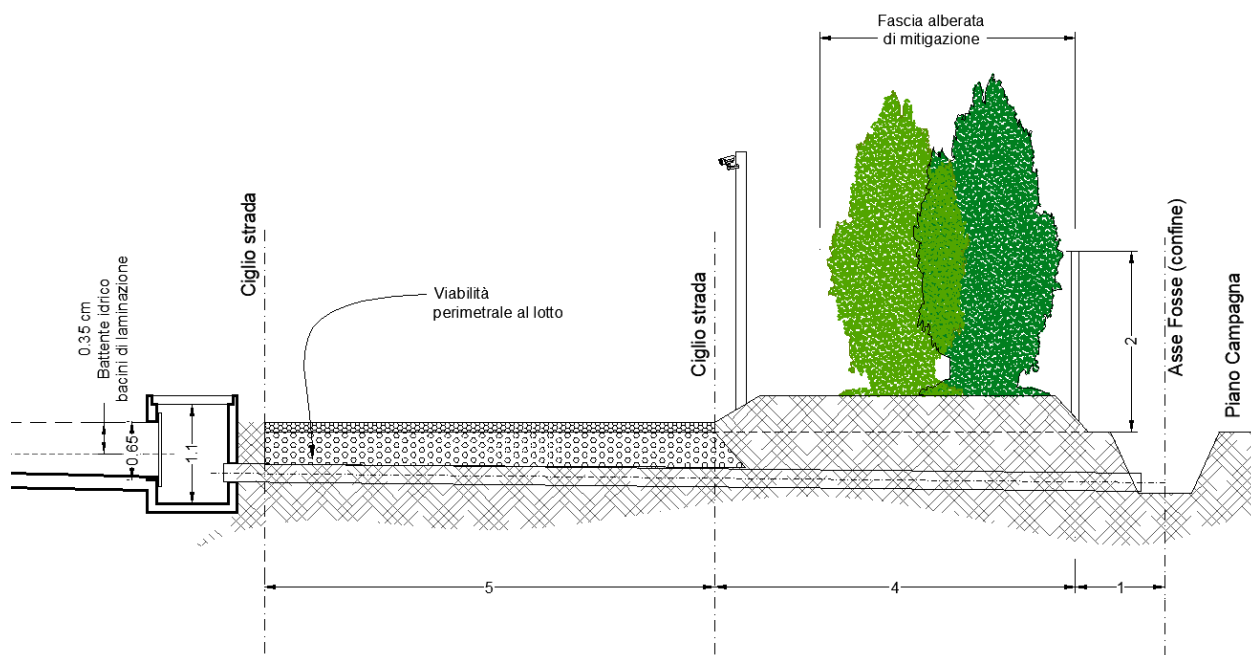 Fascia alberata
di mitigazione
Ciglio strada
Viabilità
perimetrale al lotto
Ciglio strada
Asse Fosse (confine)
Piano Campagna
0.35 cm
Battente idrico
bacini di laminazione
0.65
1.1
2
5
4
1